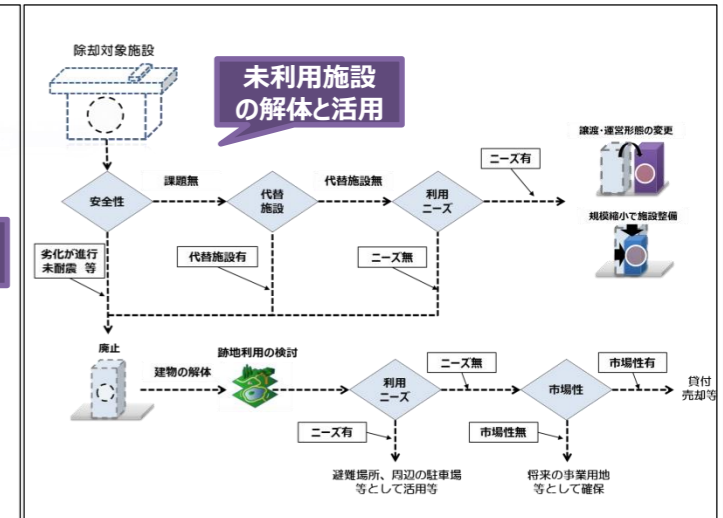 除却対象施設
未利用施設
の解体と活用
譲渡・運営形態の変更
ニーズ有
課題無
代替施設無
安全性
代替
施設
利用
ニーズ
規模縮小で施設整備
劣化が進行
未耐震 等
代替施設有
ニーズ無
廃止
建物の解体
跡地利用の検討
ニーズ無
市場性有
利用
ニーズ
市場性
貸付
売却等
ニーズ有
市場性無
避難場所、周辺の駐車場
等として活用等
将来の事業用地
等として確保